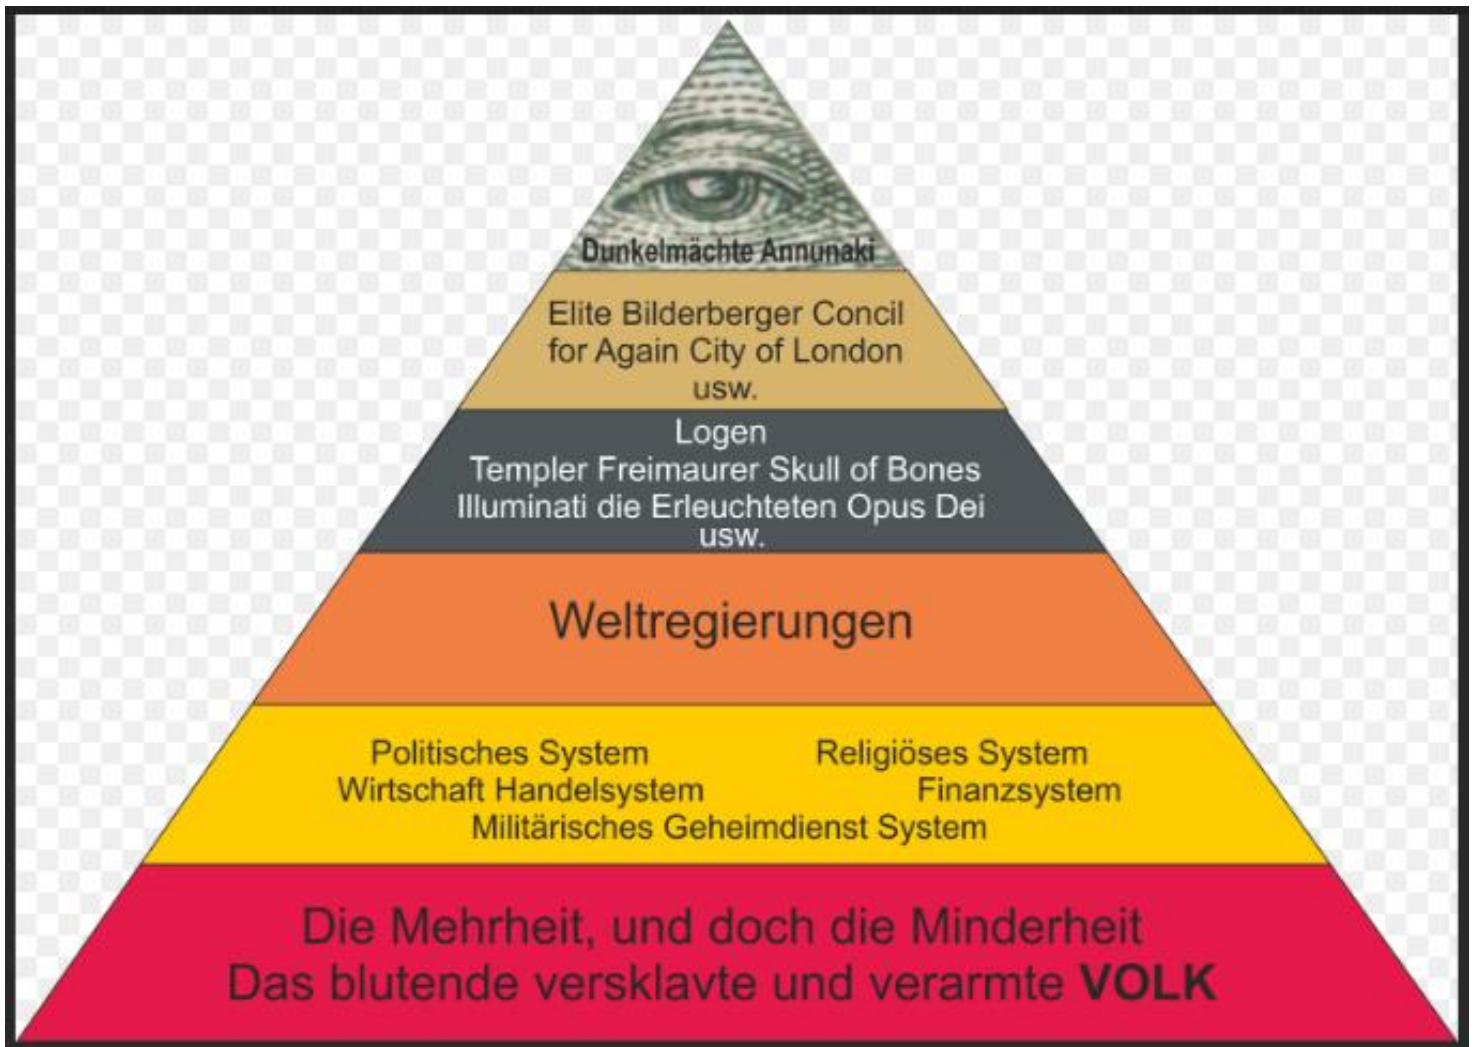 Dunkelmächte Annunaki
Elite Bilderberger Concil
for Again City of London
usw.
Logen
Templer Freimaurer Skull of Bones
Illuminati die Erleuchteten Opus Dei
usw.
Weltregierungen
Politisches System Religiöses System
Wirtschaft Handelsystem Finanzsystem
Militärisches Geheimdienst System
Die Mehrheit, und doch die Minderheit
Das blutende versklavte und verarmte VOLK